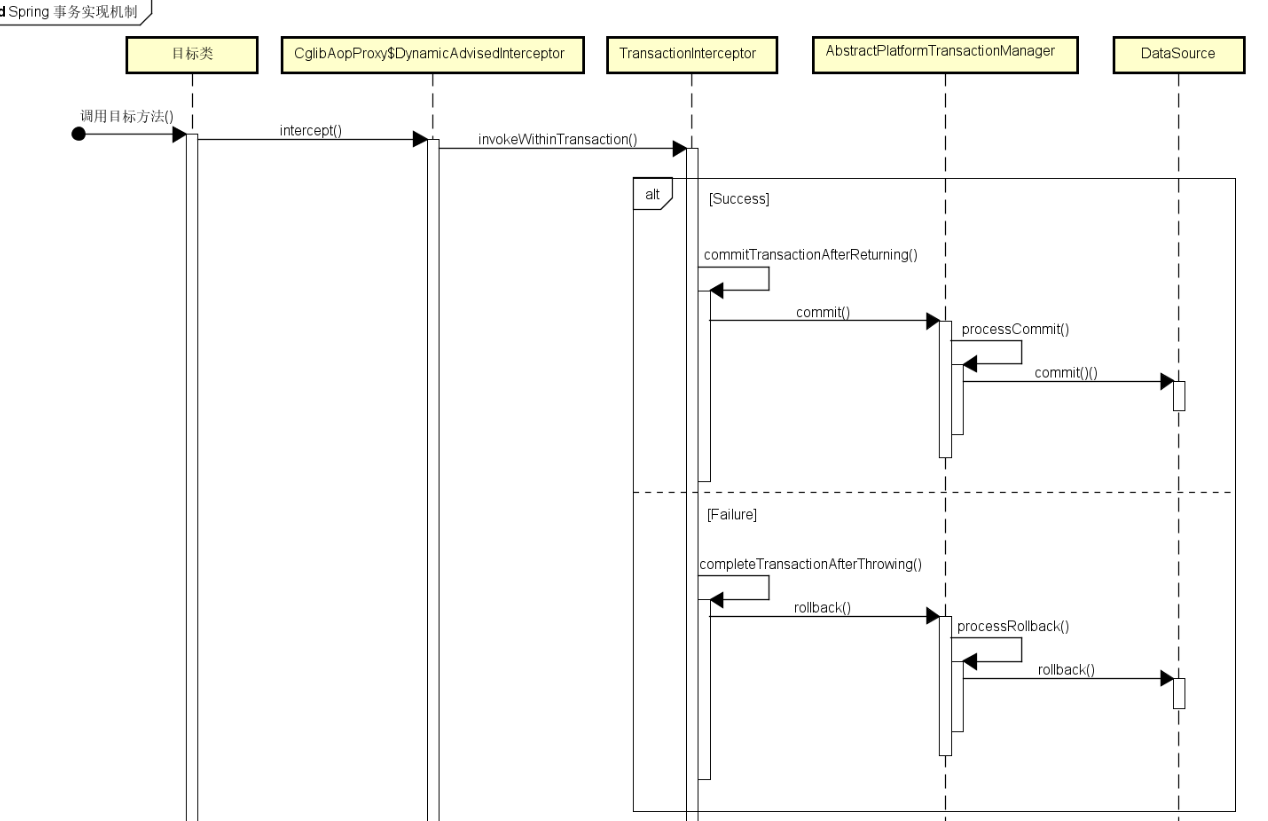 d Spring 事务实现机制
目标类
CglibAopProxy$DynamicAdvisedInterceptor
TransactionInterceptor
AbstractPlatformTransactionManager
DataSource
调用目标方法()
intercept()
invokeWithinTransaction()
alt
[Success]
commitTransactionAfterReturning()
commit()
processCommit()
commit()()
[Failure]
completeTransactionAfterThrowing()
rollback()
processRollback()
rollback()